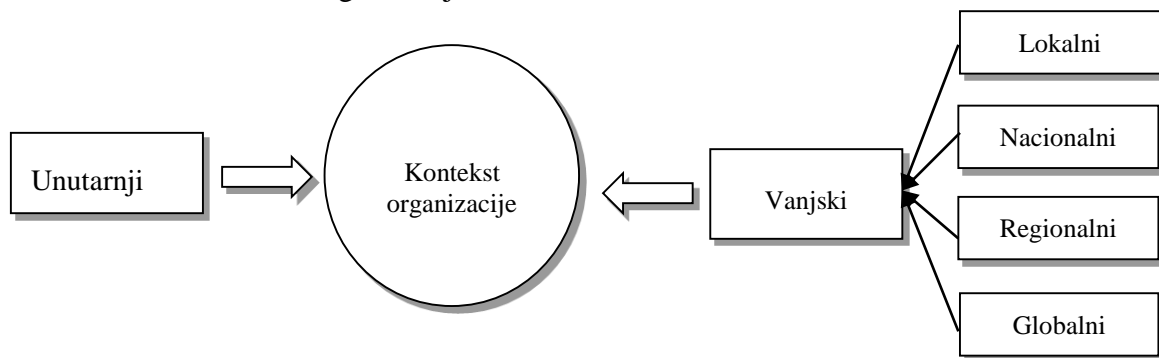 Unutarnji
Kontekst
organizacije
Vanjski
Lokalni
Nacionalni
Regionalni
Globalni